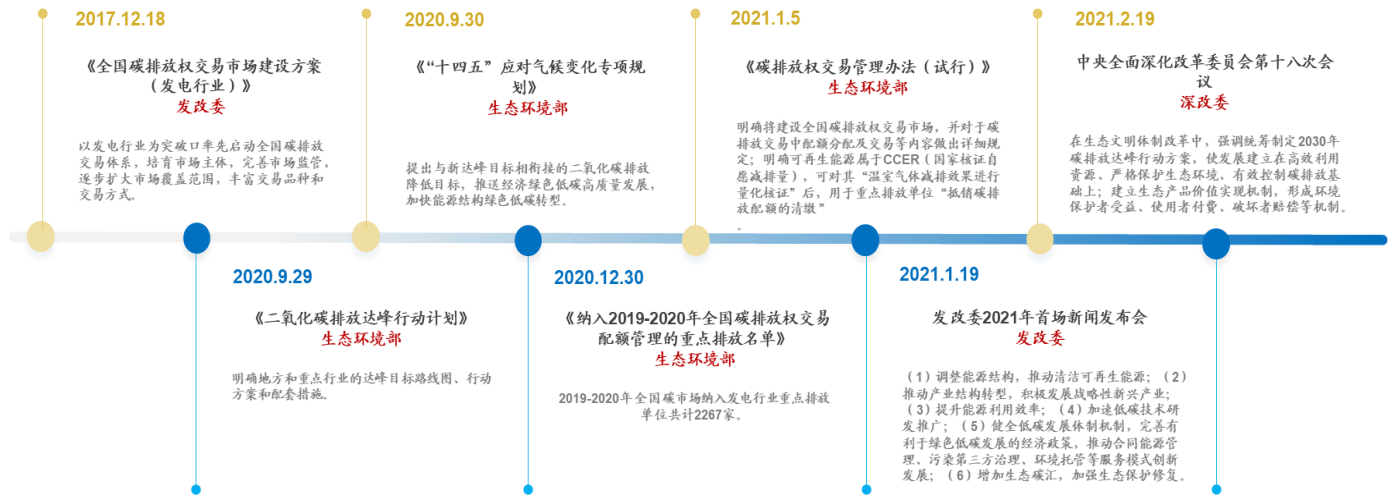 2017.12.18
《全国碳排放权交易市场建设方案
（发电行业）》
发改委
以发电行业为突破口率先启动全国碳排放
交易体系，培育市场主体，完善市场监管，
逐步扩大市场覆盖范围，丰富交易品种和
交易方式。
2020.9.29
《二氧化碳排放达峰行动计划》
生态环境部
明确地方和重点行业的达峰目标路线图、行动
方案和配套措施。
2020.9.30
《“十四五”应对气候变化专项规
划》
生态环境部
提出与新达峰目标相衔接的二氧化碳排放
降低目标，推送经济绿色低碳高质量发展，
加快能源结构绿色低碳转型。
2020.12.30
《纳入2019-2020年全国碳排放权交易
配额管理的重点排放名单》
生态环境部
2019-2020年全国碳市场纳入发电行业重点排放
单位共计2267家。
2021.1.5
《碳排放权交易管理办法（试行）》
生态环境部
明确将建设全国碳排放权交易市场，并对于碳
排放交易中配额分配及交易等内容做出详细规
定；明确可再生能源属于CCER（国家核证自
愿减排量），可对其“温室气体减排效果进行
量化核证”后，用于重点排放单位“抵销碳排
放配额的清缴”
。
2021.1.19
发改委2021年首场新闻发布会
发改委
（1）调整能源结构，推动清洁可再生能源；（2）
推动产业结构转型，积极发展战略性新兴产业；
（3）提升能源利用效率；（4）加速低碳技术研
发推广；（5）健全低碳发展体制机制，完善有
利于绿色低碳发展的经济政策，推动合同能源管
理、污染第三方治理、环境托管等服务模式创新
发展；（6）增加生态碳汇，加强生态保护修复。
2021.2.19
中央全面深化改革委员会第十八次会
议
深改委
在生态文明体制改革中，强调统筹制定2030年
碳排放达峰行动方案，使发展建立在高效利用
资源、严格保护生态环境、有效控制碳排放基
础上；建立生态产品价值实现机制，形成环境
保护者受益、使用者付费、破坏者赔偿等机制。